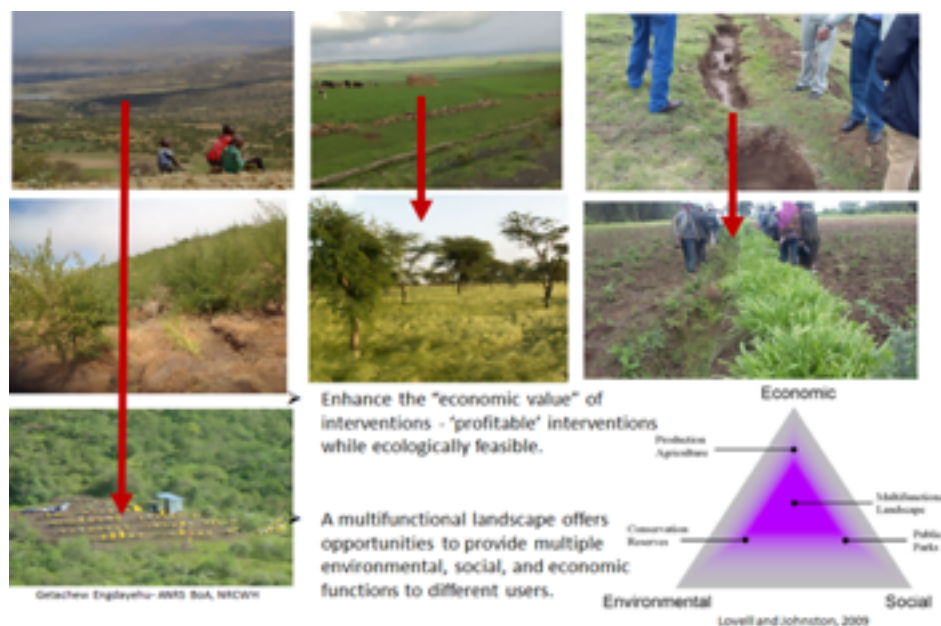 ➢ Enhance the "economic value" of
interventions - 'profitable' interventions
while ecologically feasible.
➢ A multifunctional landscape offers
opportunities to provide multiple
environmental, social, and economic
functions to different users.
Getachew Engdayehu- ANRS BoA, NRCWH
Economic
Production
Agriculture
Multifunction
Landscape
Conservation
Reserves
Public
Parks
Environmental
Social
Lovell and Johnston, 2009